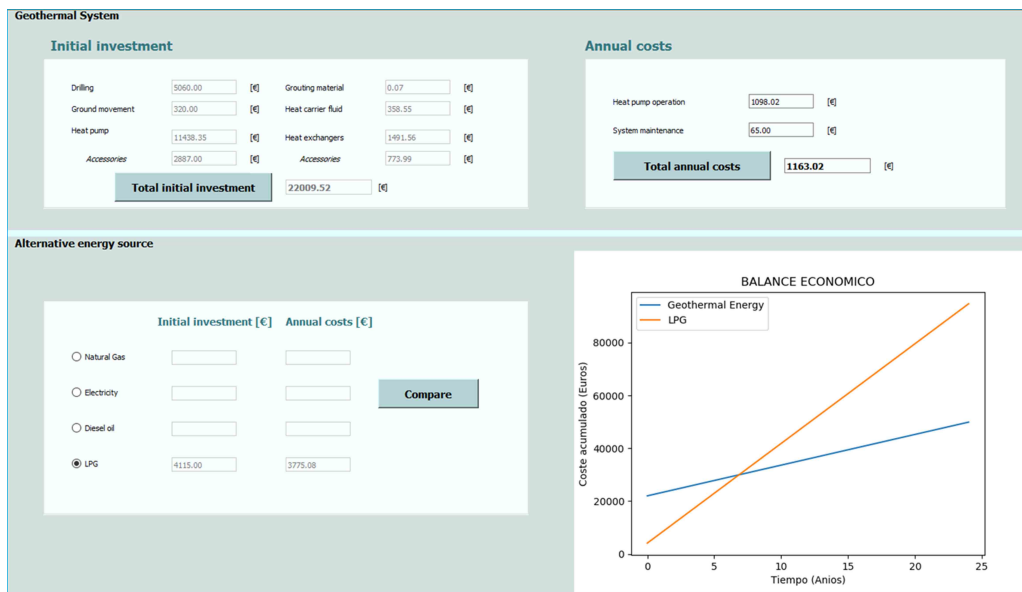 Geothermal System
Initial investment
Drilling 5060.00 [€] Grouting material 0.07 [€]
Ground movement 320.00 [€] Heat carrier fluid 358.55 [€]
Heat pump 11438.35 [€] Heat exchangers 1491.56 [€]
Accessories 2887.00 [€] Accessories 773.99 [€]
Total initial investment 22009.52 [€]
Annual costs
Heat pump operation 1098.02 [€]
System maintenance 65.00 [€]
Total annual costs 1163.02 [€]
Alternative energy source
Initial investment [€] Annual costs [€]
Natural Gas
Electricity
Compare
Diesel oil
LPG 4115.00 3775.08
BALANCE ECONOMICO
Geothermal Energy
LPG
Coste acumulado (Euros)
80000
60000
40000
20000
0
0 5 10 15 20 25
Tiempo (Anios)